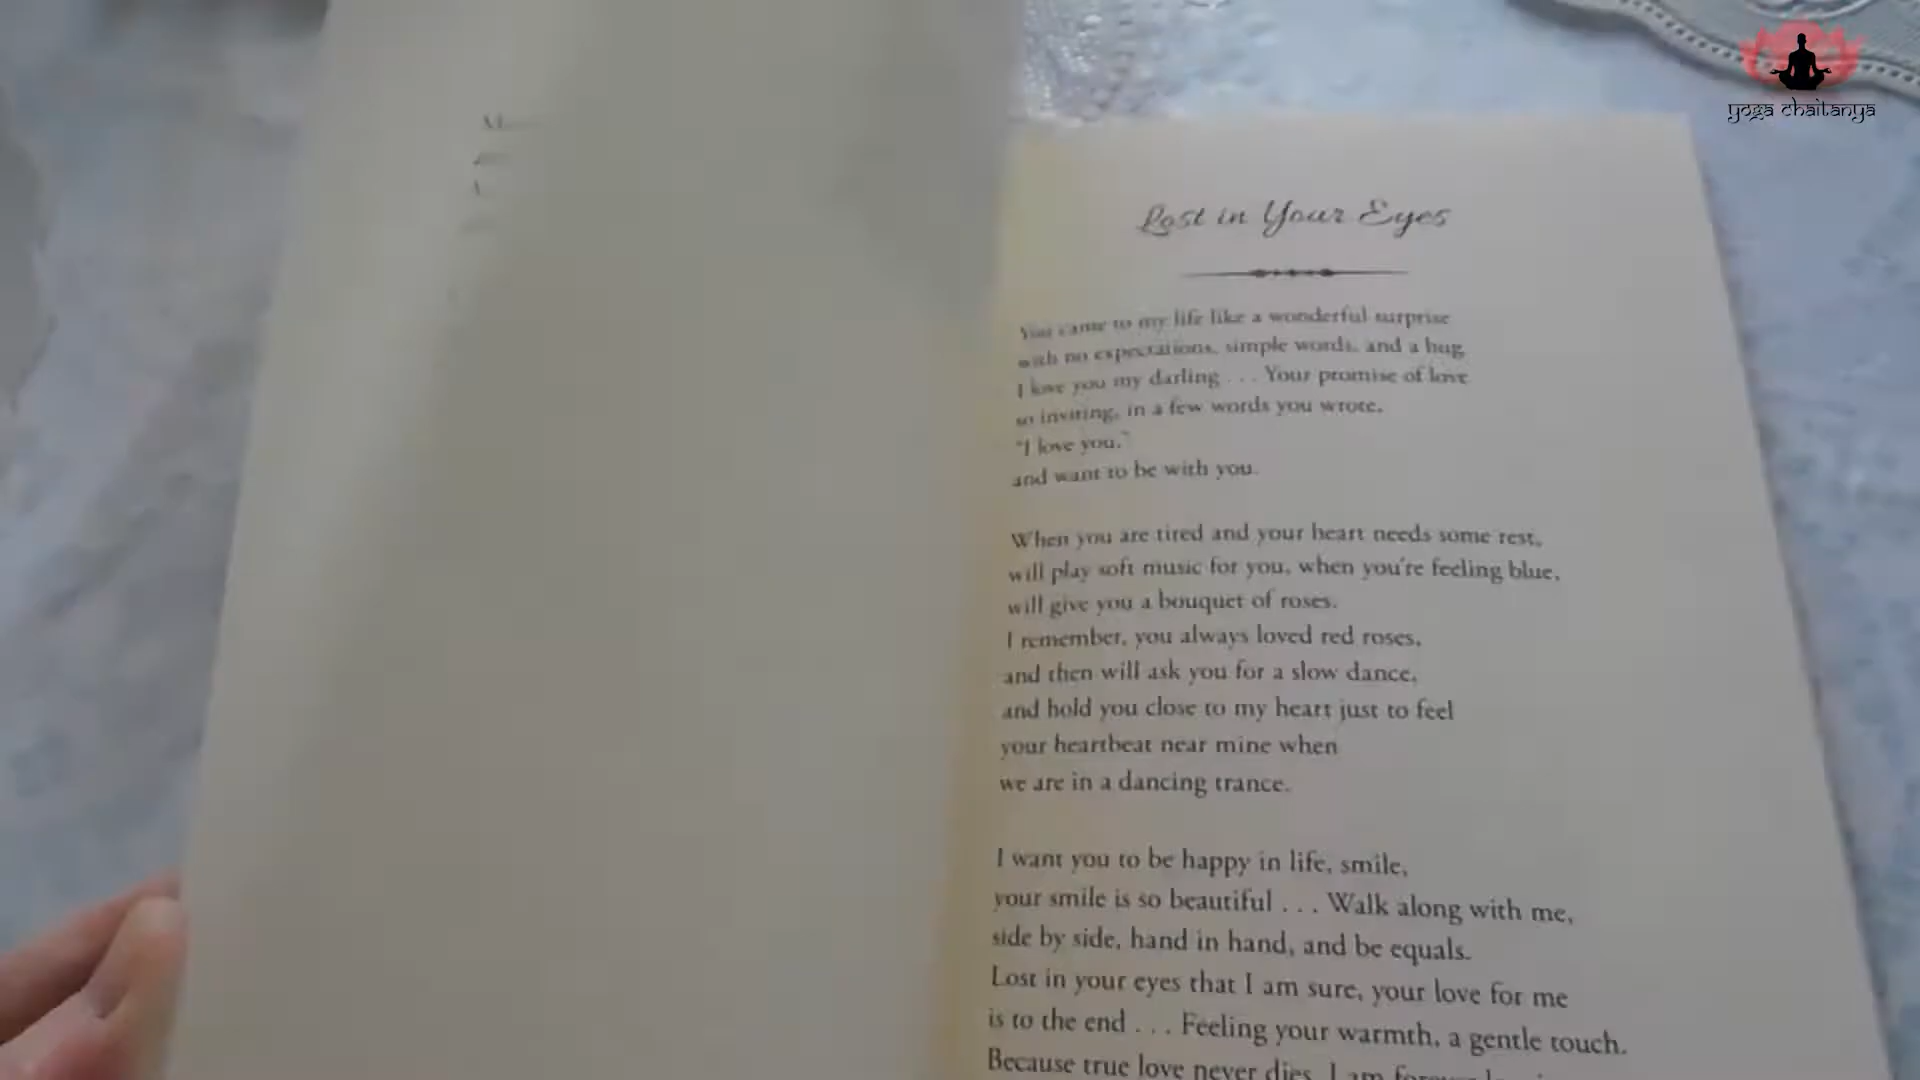 yoga chaitanya
Lost in Your Eyes
You came to my life like a wonderful surprise
with no expectations, simple words, and a hug
I love you my darling . . . Your promise of love
so inviting, in a few words you wrote,
"I love you,"
and want to be with you.
When you are tired and your heart needs some rest,
will play soft music for you, when you're feeling blue,
will give you a bouquet of roses.
I remember, you always loved red roses,
and then will ask you for a slow dance,
and hold you close to my heart just to feel
your heartbeat near mine when
we are in a dancing trance.
I want you to be happy in life, smile,
your smile is so beautiful . . . Walk along with me,
side by side, hand in hand, and be equals.
Lost in your eyes that I am sure, your love for me
is to the end . . . Feeling your warmth, a gentle touch.
Because true love never dies, I am